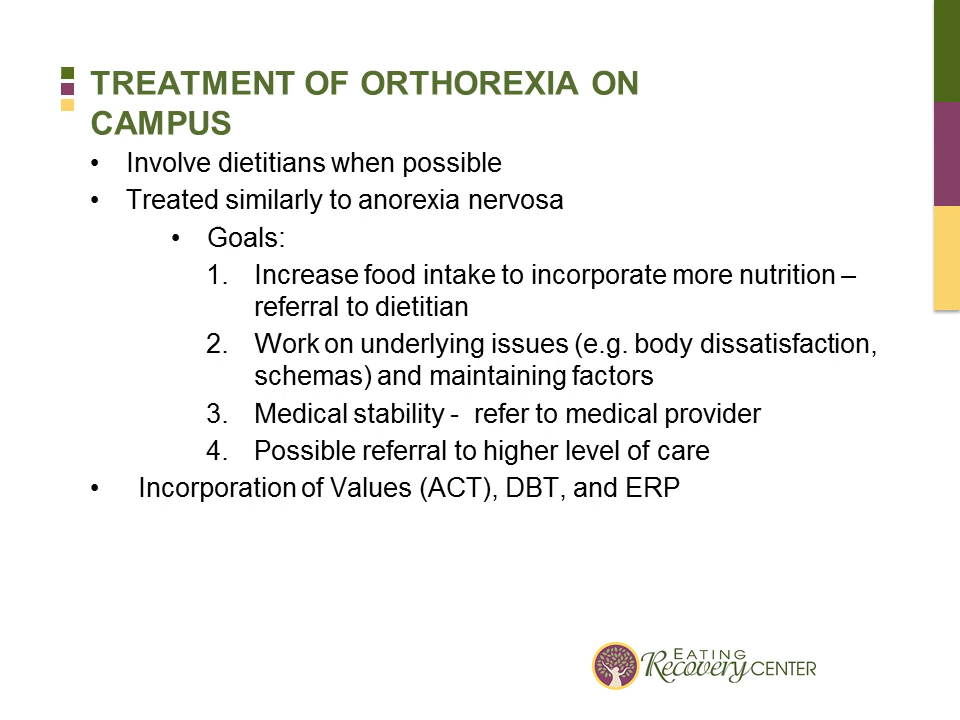 TREATMENT OF ORTHOREXIA ON
CAMPUS
• Involve dietitians when possible
• Treated similarly to anorexia nervosa
• Goals:
1. Increase food intake to incorporate more nutrition –
referral to dietitian
2. Work on underlying issues (e.g. body dissatisfaction,
schemas) and maintaining factors
3. Medical stability - refer to medical provider
4. Possible referral to higher level of care
• Incorporation of Values (ACT), DBT, and ERP
EATING
Recovery CENTER